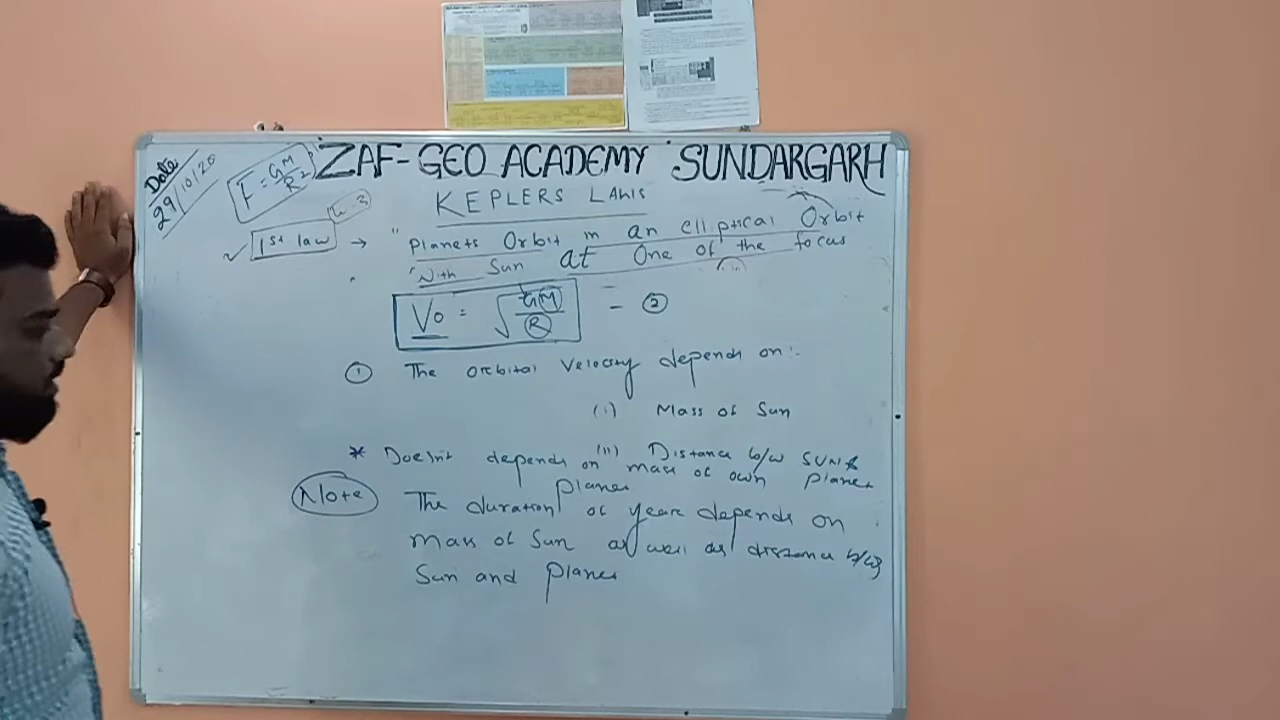 Date
29/10/20
F = GM/R²
ZAF-GEO ACADEMY SUNDARGARH
KEPLERS LAWS
1st law → "Planets Orbit in an elliptical Orbit
"With Sun at One of the focus
Vo = √GM/R - ②
① The orbital velocity depends on:-
(i) Mass of Sun
(ii) Distance b/w SUN &
Planet
* Doesn't depends on mass of own planet
Note The duration of year depends on
mass of Sun as well as distance b/w
Sun and Planet